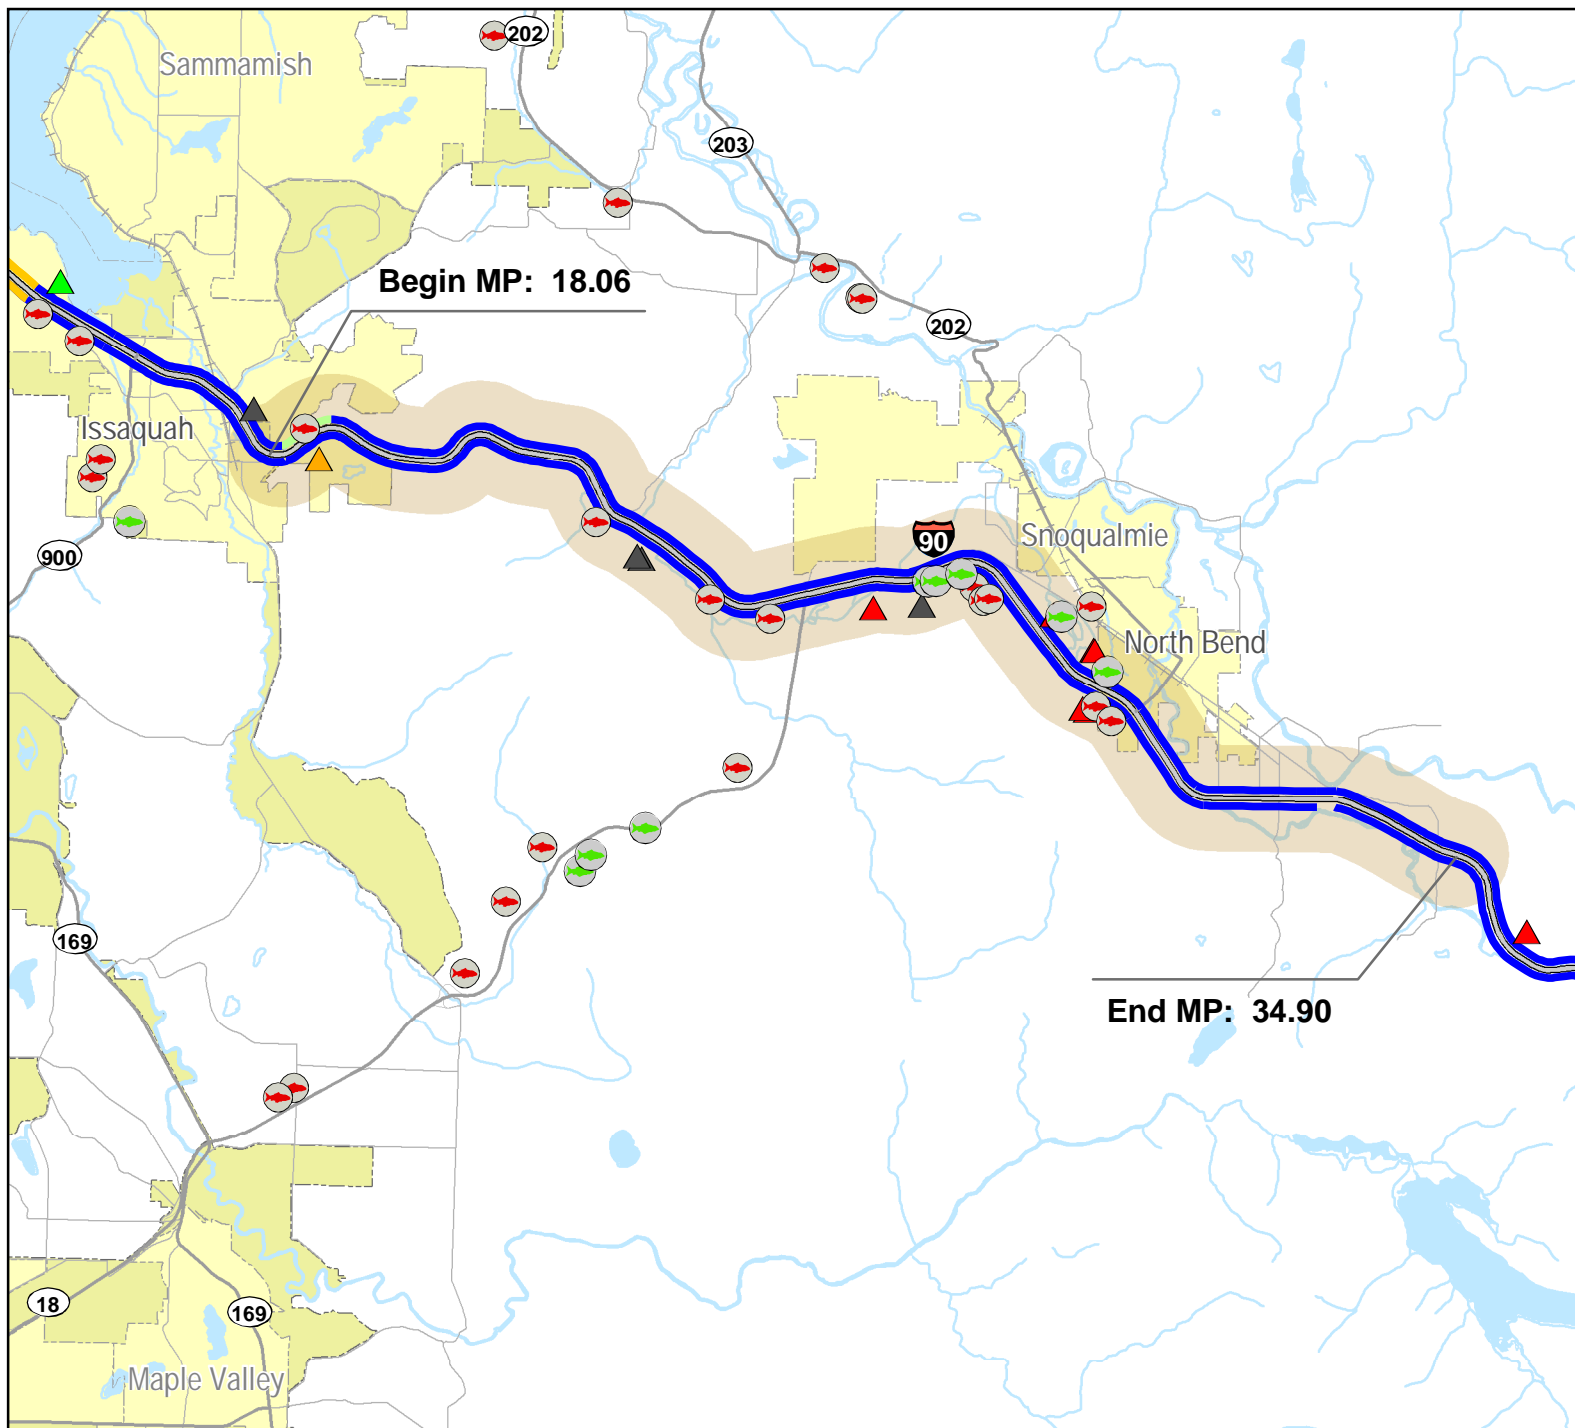 202
Sammamish
203
Begin MP:  18.06
202
Issaquah
90
Snoqualmie
900
North Bend
169
End MP:  34.90
18
169
Maple Valley